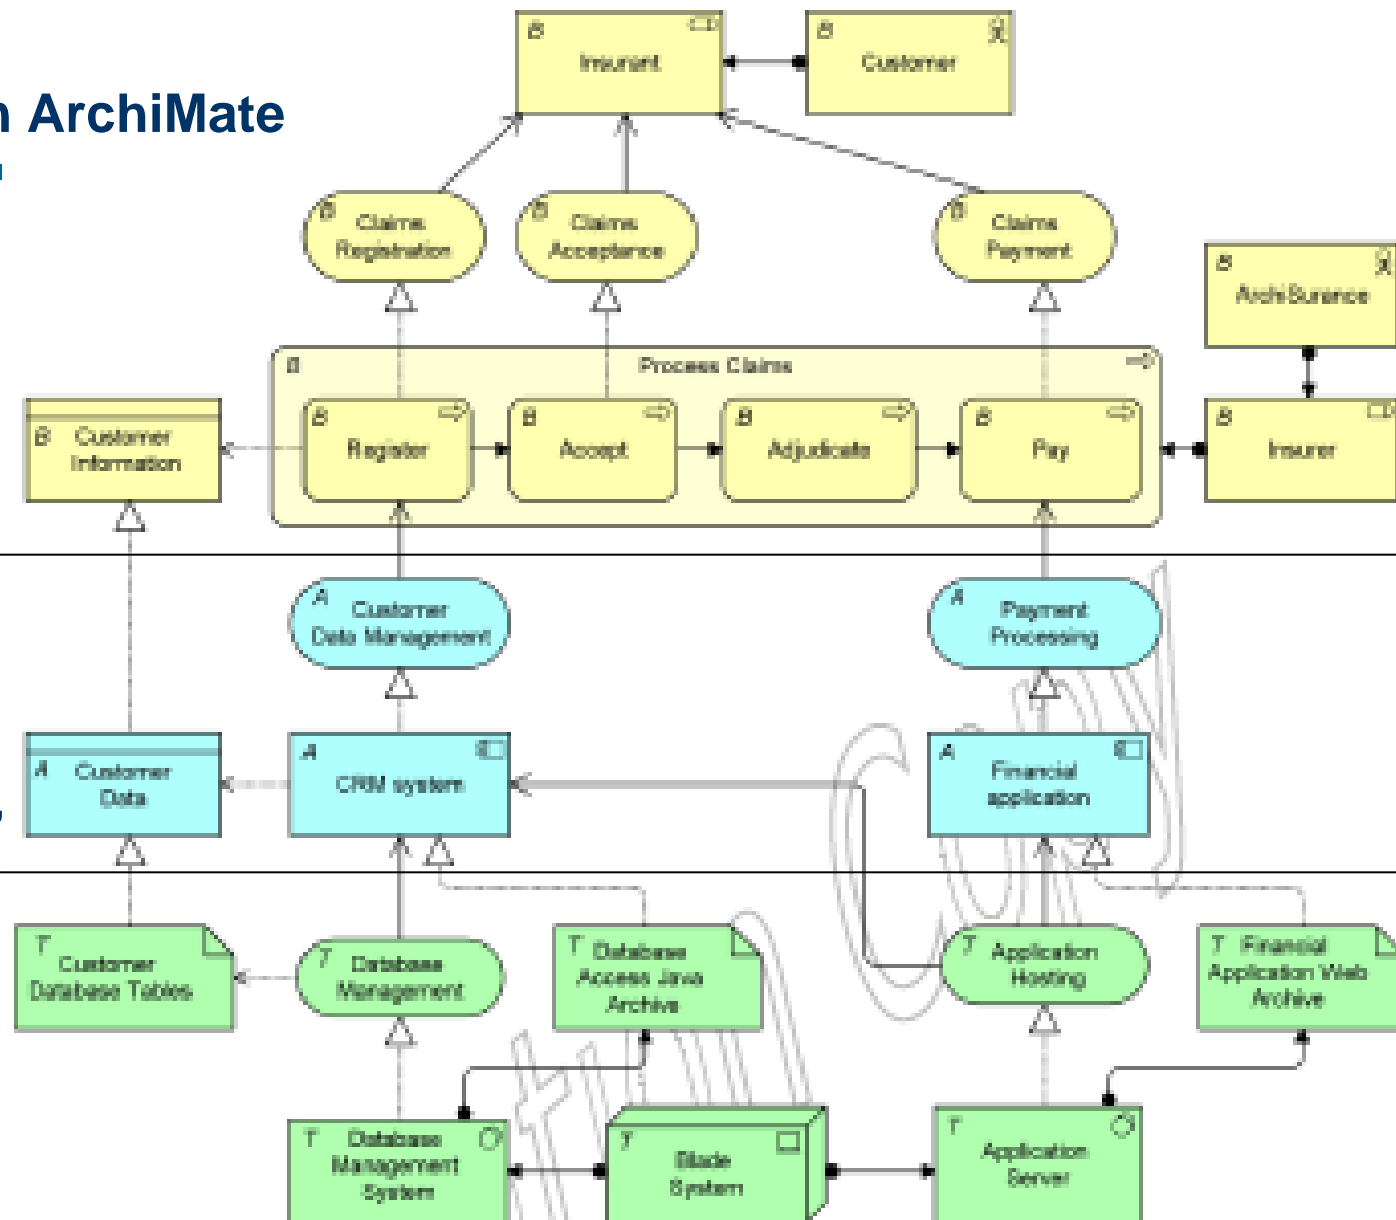 n ArchiMate
B
Insurant
B
Customer
B
Claims
Registration
B
Claims
Acceptance
B
Claims
Payment
B
ArchiSurance
B
Process Claims
B
Customer
Information
B
Register
B
Accept
B
Adjudicate
B
Pay
B
Insurer
A
Customer
Data Management
A
Payment
Processing
A
Customer
Data
A
CRM system
A
Financial
application
T
Customer
Database Tables
T
Database
Management
T
Database
Access Java
Archive
T
Application
Hosting
T
Financial
Application Web
Archive
T
Database
Management
System
T
Blade
System
T
Application
Server